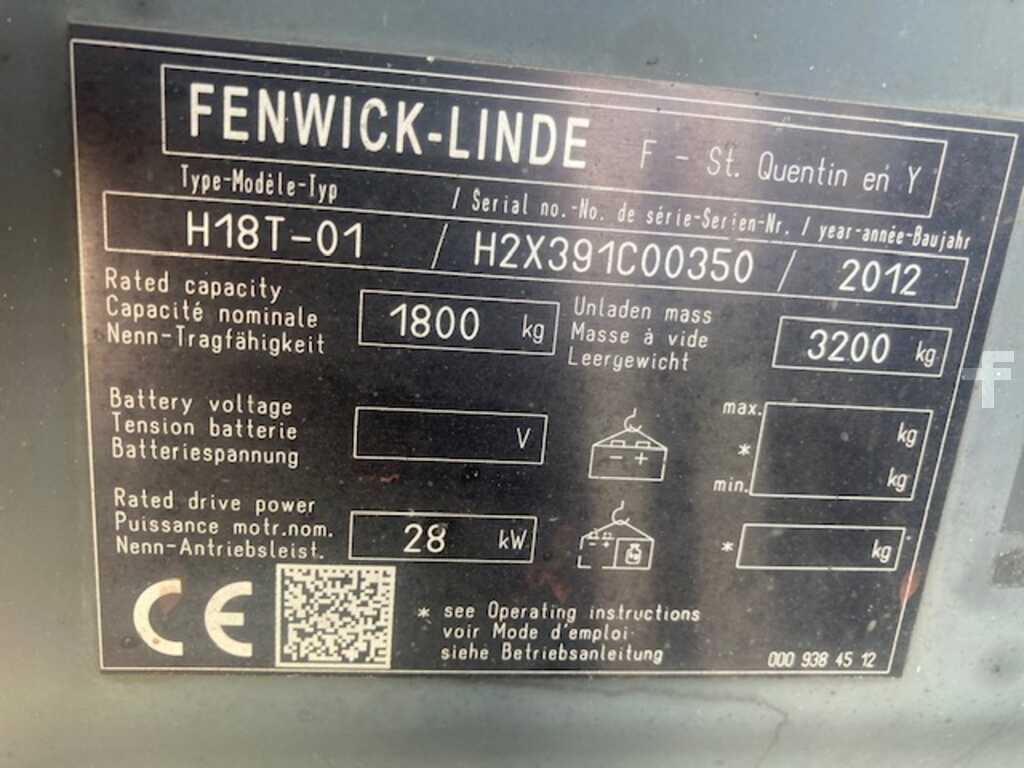 FENWICK-LINDE F - St. Quentin en Y
Type-Modèle-Typ / Serial no.-No. de série-Serien-Nr. / year-année-Baujahr
H18T-01 / H2X391C00350 / 2012
Rated capacity
Capacité nominale
Nenn-Tragfähigkeit
1800 kg
Unladen mass
Masse à vide
Leergewicht
3200 kg
Battery voltage
Tension batterie
Batteriespannung
V
- +
max. kg
*
min. kg
Rated drive power
Puissance motr.nom.
Nenn-Antriebsleist.
28 kW
- +
kg
* kg
CE
* see Operating instructions
voir Mode d'emploi
siehe Betriebsanleitung
000 938 45 12
F